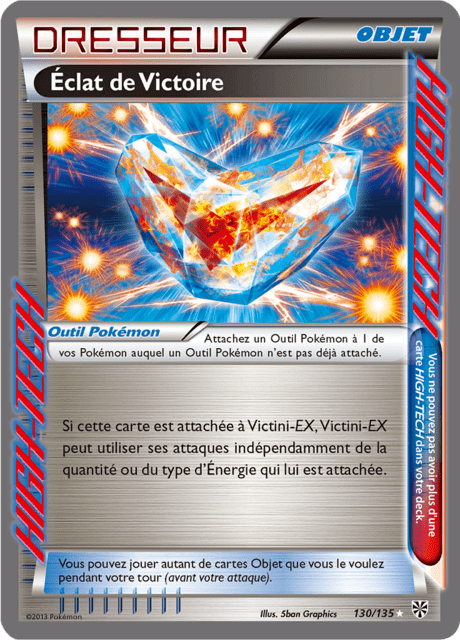 DRESSEUR
OBJET
Éclat de Victoire
HIGH-TECH
HIGH-TECH
Outil Pokémon
Attachez un Outil Pokémon à 1 de
vos Pokémon auquel un Outil Pokémon n'est pas déjà attaché.
Vous ne pouvez pas avoir plus d'une
carte HIGH-TECH dans votre deck.
Si cette carte est attachée à Victini-EX, Victini-EX
peut utiliser ses attaques indépendamment de la
quantité ou du type d'Énergie qui lui est attachée.
Vous pouvez jouer autant de cartes Objet que vous le voulez
pendant votre tour (avant votre attaque).
©2013 Pokémon
Illus. 5ban Graphics
130/135